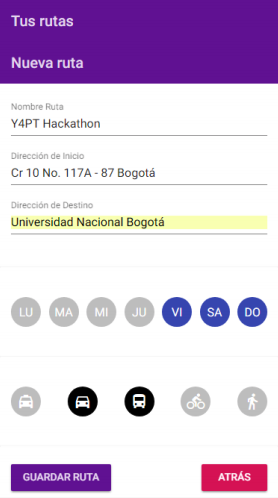 Tus rutas
Nueva ruta
Nombre Ruta
Y4PT Hackathon
Dirección de Inicio
Cr 10 No. 117A - 87 Bogotá
Dirección de Destino
Universidad Nacional Bogotá
LU MA MI JU VI SA DO
GUARDAR RUTA ATRÁS